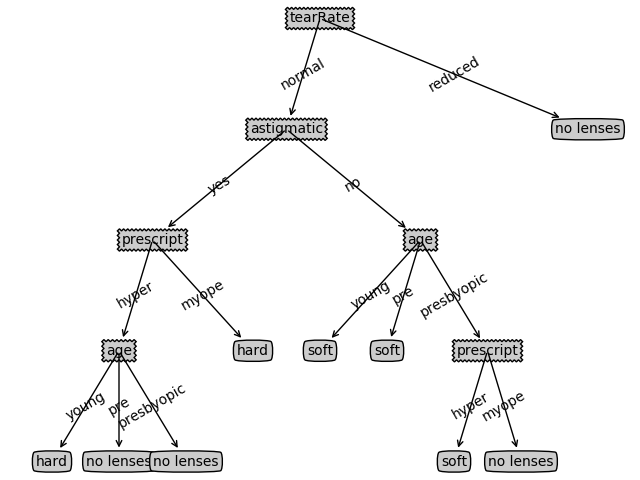 tearRate
normal
reduced
astigmatic
no lenses
yes
no
prescript
age
hyper
myope
young
pre
presbyopic
age
hard
soft
soft
prescript
young
pre
presbyopic
hyper
myope
hard
no lenses
no lenses
soft
no lenses